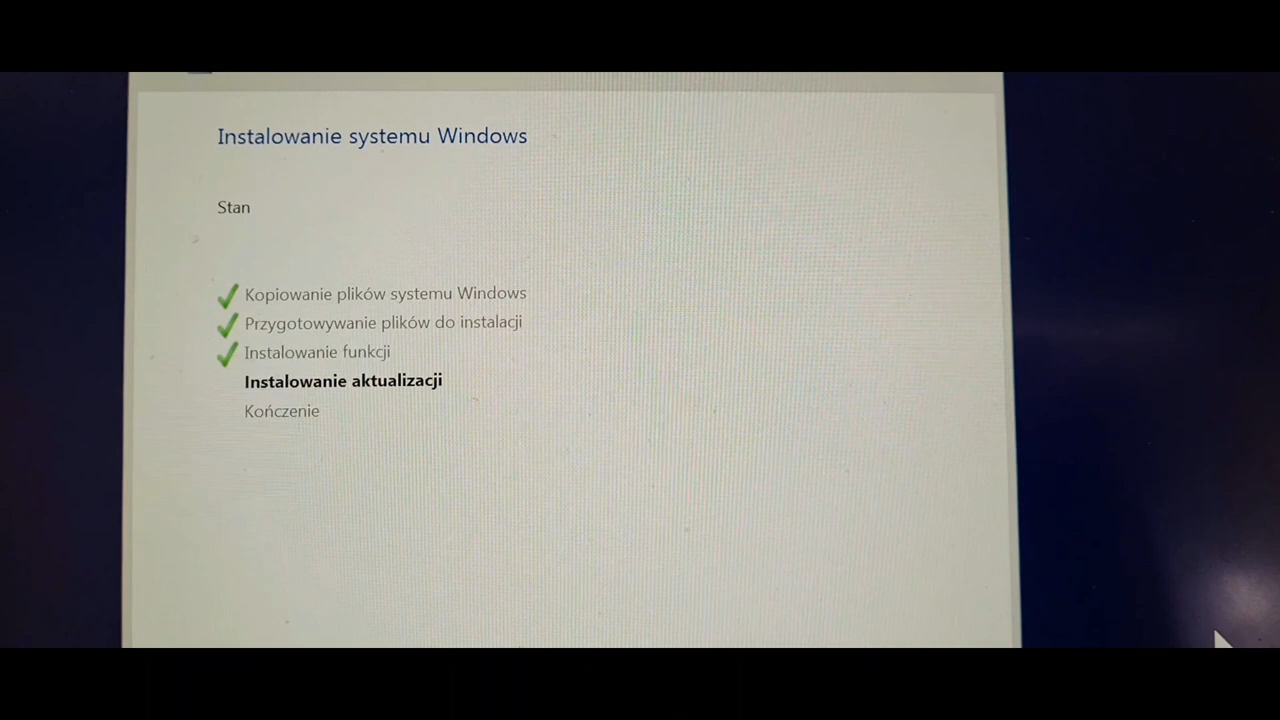 Instalowanie systemu Windows
Stan
Kopiowanie plików systemu Windows
Przygotowywanie plików do instalacji
Instalowanie funkcji
Instalowanie aktualizacji
Kończenie